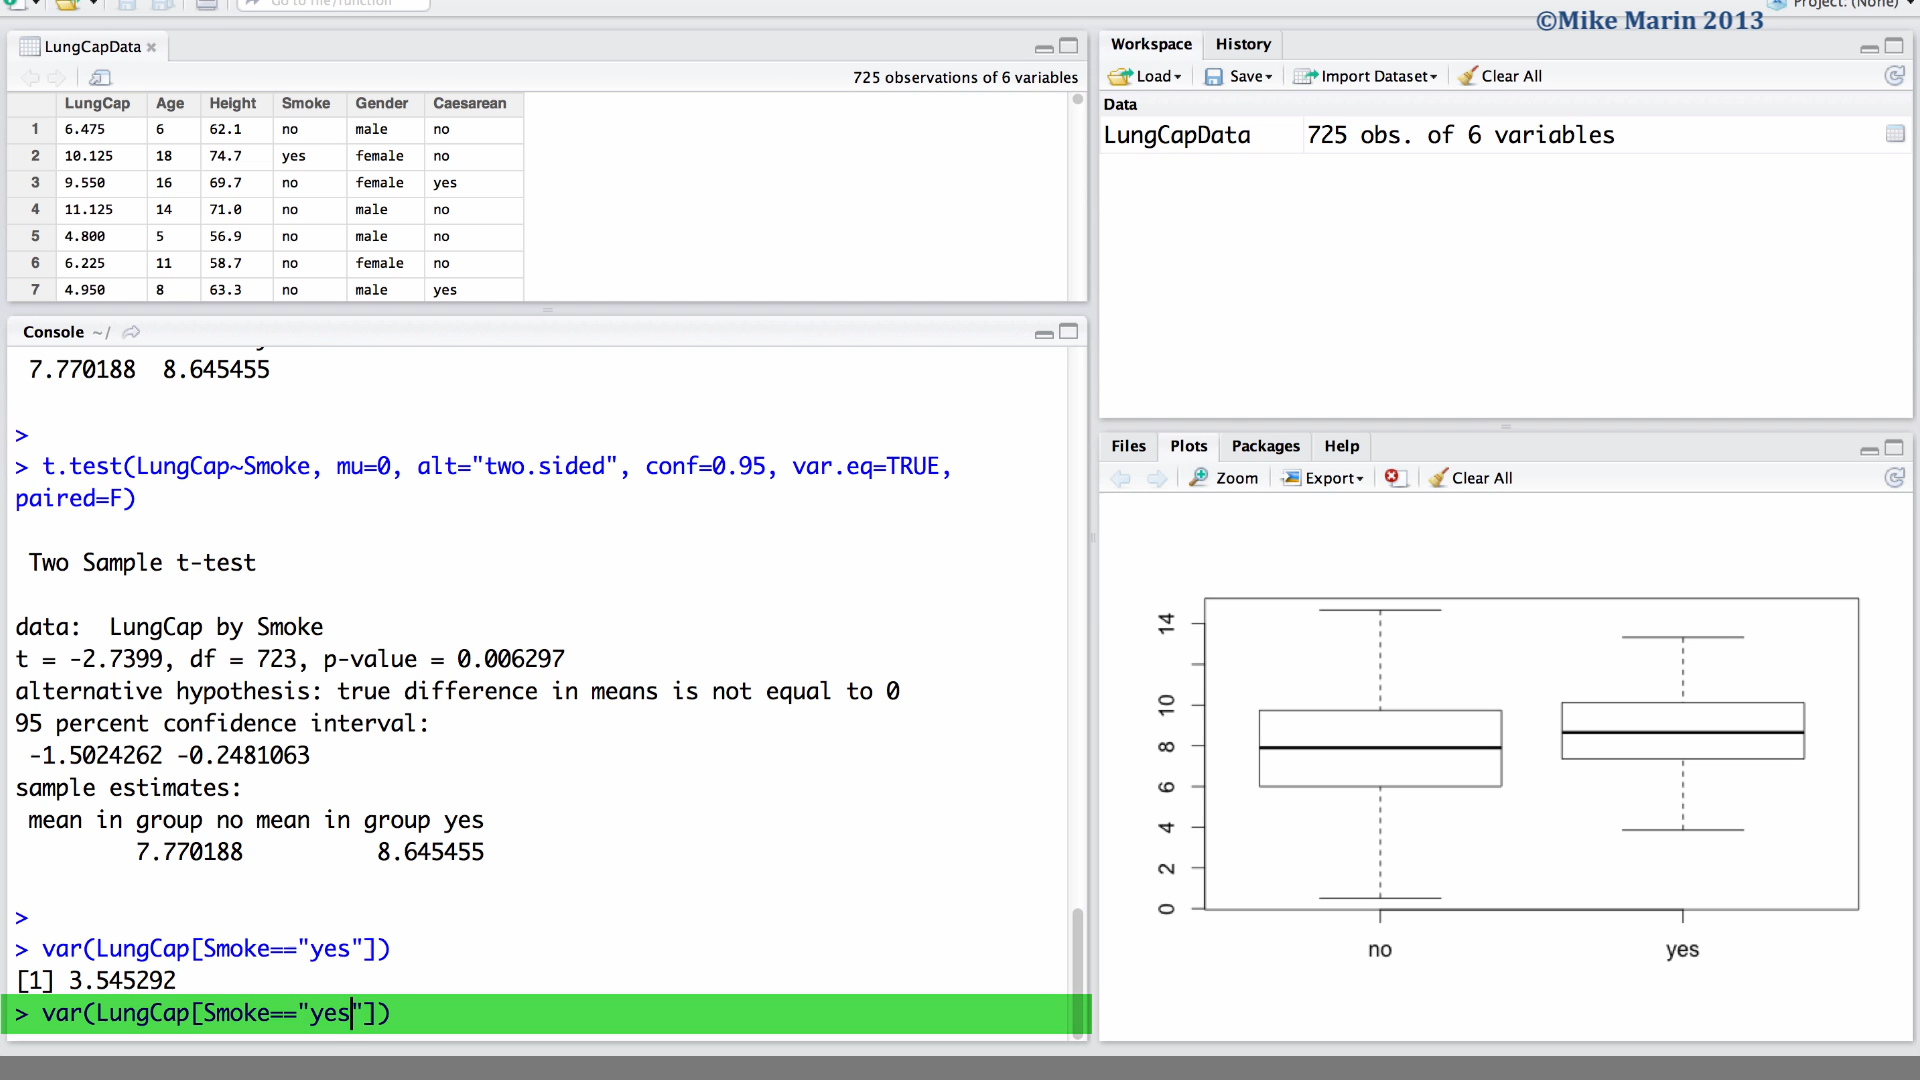 Go to file/function
Project: (None)
©Mike Marin 2013
LungCapData
725 observations of 6 variables
LungCap Age Height Smoke Gender Caesarean
1 6.475 6 62.1 no male no
2 10.125 18 74.7 yes female no
3 9.550 16 69.7 no female yes
4 11.125 14 71.0 no male no
5 4.800 5 56.9 no male no
6 6.225 11 58.7 no female no
7 4.950 8 63.3 no male yes
Console ~/
7.770188 8.645455
>
> t.test(LungCap~Smoke, mu=0, alt="two.sided", conf=0.95, var.eq=TRUE,
paired=F)
Two Sample t-test
data: LungCap by Smoke
t = -2.7399, df = 723, p-value = 0.006297
alternative hypothesis: true difference in means is not equal to 0
95 percent confidence interval:
-1.5024262 -0.2481063
sample estimates:
mean in group no mean in group yes
7.770188 8.645455
>
> var(LungCap[Smoke=="yes"])
[1] 3.545292
> var(LungCap[Smoke=="yes"])
Workspace History
Load Save Import Dataset Clear All
Data
LungCapData 725 obs. of 6 variables
Files Plots Packages Help
Zoom Export Clear All
14
10
8
6
4
2
0
no yes